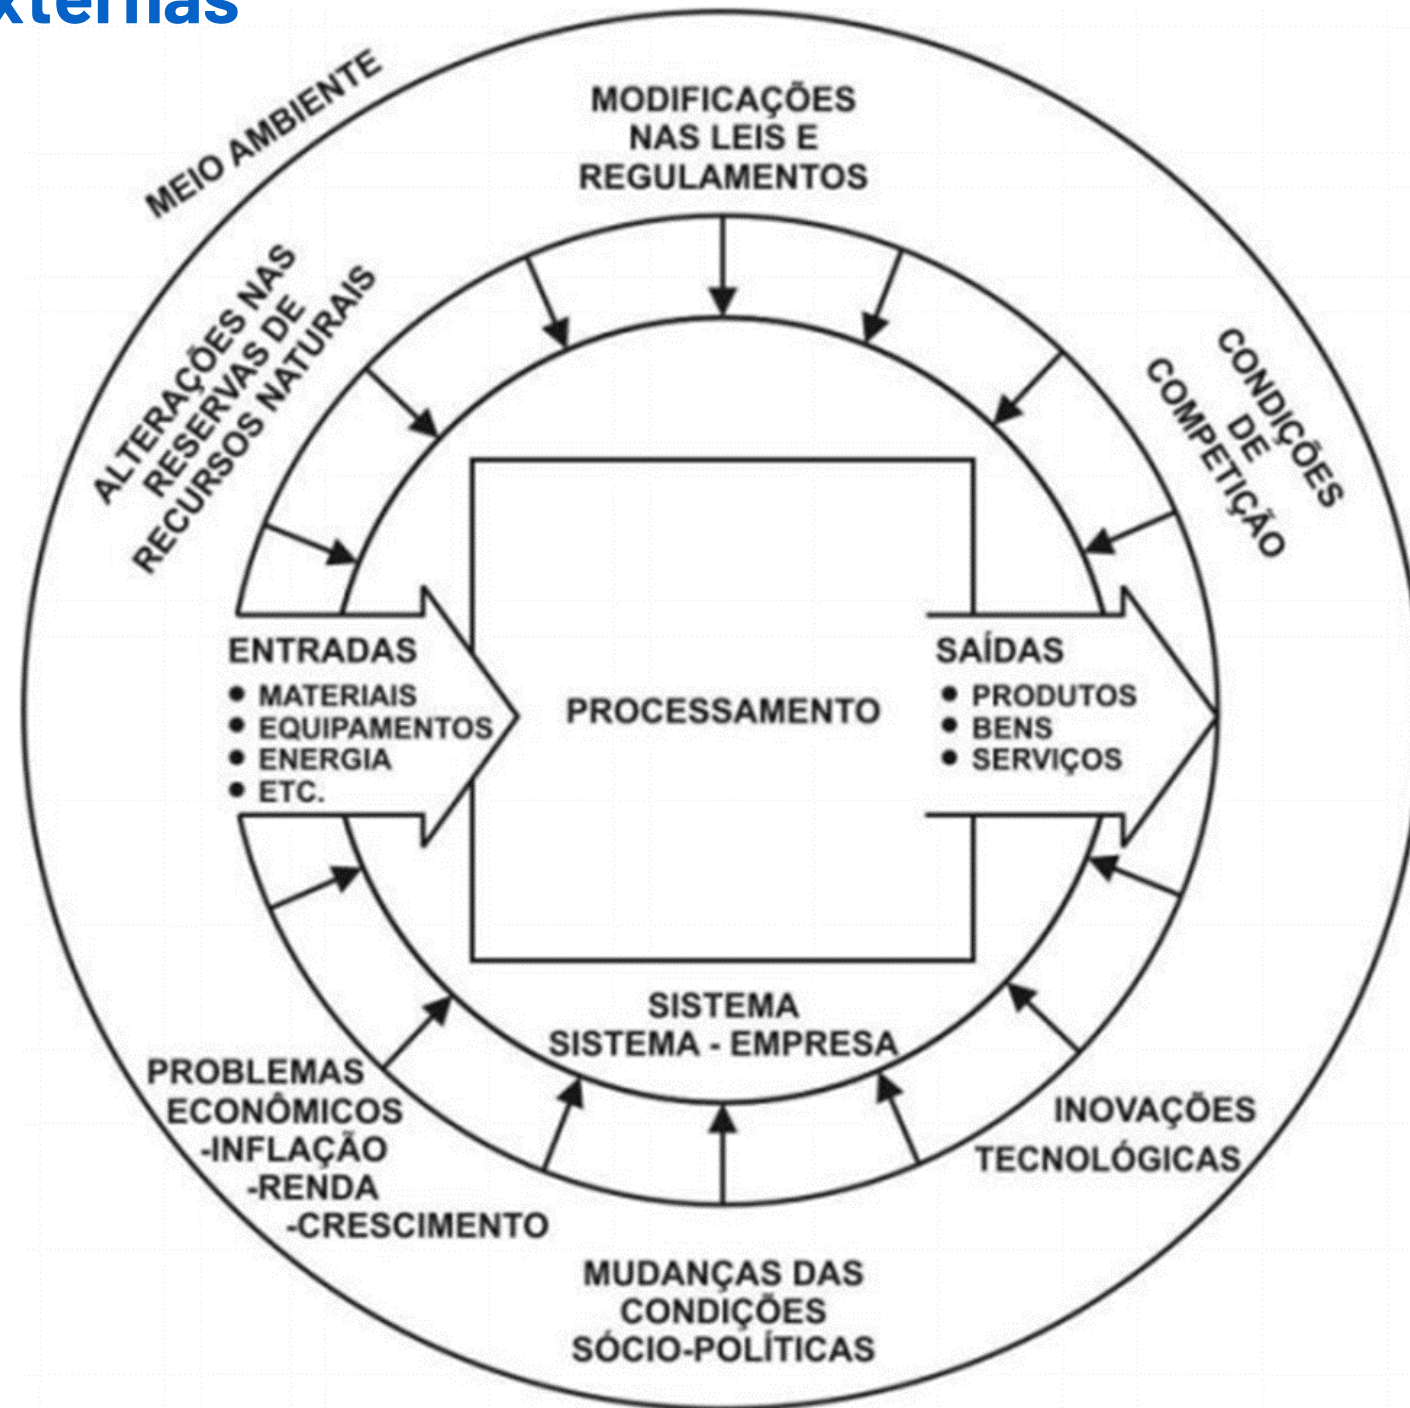 xternas
MEIO AMBIENTE
MODIFICAÇÕES
NAS LEIS E
REGULAMENTOS
ALTERAÇÕES NAS
RESERVAS DE
RECURSOS NATURAIS
CONDIÇÕES
DE
COMPETIÇÃO
ENTRADAS
● MATERIAIS
● EQUIPAMENTOS
● ENERGIA
● ETC.
PROCESSAMENTO
SAÍDAS
● PRODUTOS
● BENS
● SERVIÇOS
SISTEMA
SISTEMA - EMPRESA
PROBLEMAS
ECONÔMICOS
-INFLAÇÃO
-RENDA
-CRESCIMENTO
INOVAÇÕES
TECNOLÓGICAS
MUDANÇAS DAS
CONDIÇÕES
SÓCIO-POLÍTICAS